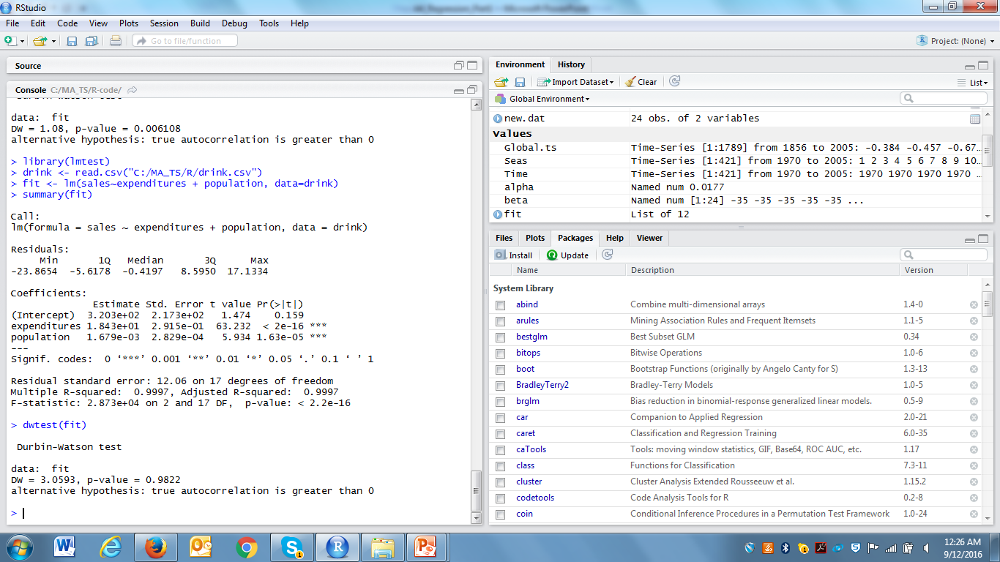 RStudio
File Edit Code View Plots Session Build Debug Tools Help
Go to file/function
Project: (None)
Source
Console C:/MA_TS/R-code/
data:  fit
DW = 1.08, p-value = 0.006108
alternative hypothesis: true autocorrelation is greater than 0
> library(lmtest)
> drink <- read.csv("C:/MA_TS/R/drink.csv")
> fit <- lm(sales~expenditures + population, data=drink)
> summary(fit)
Call:
lm(formula = sales ~ expenditures + population, data = drink)
Residuals:
     Min       1Q   Median       3Q      Max
-23.8654  -5.6178  -0.4197   8.5950  17.1334
Coefficients:
              Estimate Std. Error t value Pr(>|t|)
(Intercept)  3.203e+02  2.173e+02   1.474    0.159
expenditures 1.843e+01  2.915e-01  63.232  < 2e-16 ***
population   1.679e-03  2.829e-04   5.934 1.63e-05 ***
---
Signif. codes:  0 ‘***’ 0.001 ‘**’ 0.01 ‘*’ 0.05 ‘.’ 0.1 ‘ ’ 1
Residual standard error: 12.06 on 17 degrees of freedom
Multiple R-squared:  0.9997, Adjusted R-squared:  0.9997
F-statistic: 2.873e+04 on 2 and 17 DF,  p-value: < 2.2e-16
> dwtest(fit)
 Durbin-Watson test
data:  fit
DW = 3.0593, p-value = 0.9822
alternative hypothesis: true autocorrelation is greater than 0
>
Environment History
Import Dataset Clear List
Global Environment
new.dat 24 obs. of 2 variables
Values
Global.ts Time-Series [1:1789] from 1856 to 2005: -0.384 -0.457 -0.67…
Seas Time-Series [1:421] from 1970 to 2005: 1 2 3 4 5 6 7 8 9 10…
Time Time-Series [1:421] from 1970 to 2005: 1970 1970 1970 1970 …
alpha Named num 0.0177
beta Named num [1:24] -35 -35 -35 -35 -35 ...
fit List of 12
Files Plots Packages Help Viewer
Install Update
Name Description Version
System Library
abind Combine multi-dimensional arrays 1.4-0
arules Mining Association Rules and Frequent Itemsets 1.1-5
bestglm Best Subset GLM 0.34
bitops Bitwise Operations 1.0-6
boot Bootstrap Functions (originally by Angelo Canty for S) 1.3-13
BradleyTerry2 Bradley-Terry Models 1.0-5
brglm Bias reduction in binomial-response generalized linear models. 0.5-9
car Companion to Applied Regression 2.0-21
caret Classification and Regression Training 6.0-35
caTools Tools: moving window statistics, GIF, Base64, ROC AUC, etc. 1.17
class Functions for Classification 7.3-11
cluster Cluster Analysis Extended Rousseeuw et al. 1.15.2
codetools Code Analysis Tools for R 0.2-8
coin Conditional Inference Procedures in a Permutation Test Framework 1.0-24
12:26 AM
9/12/2016